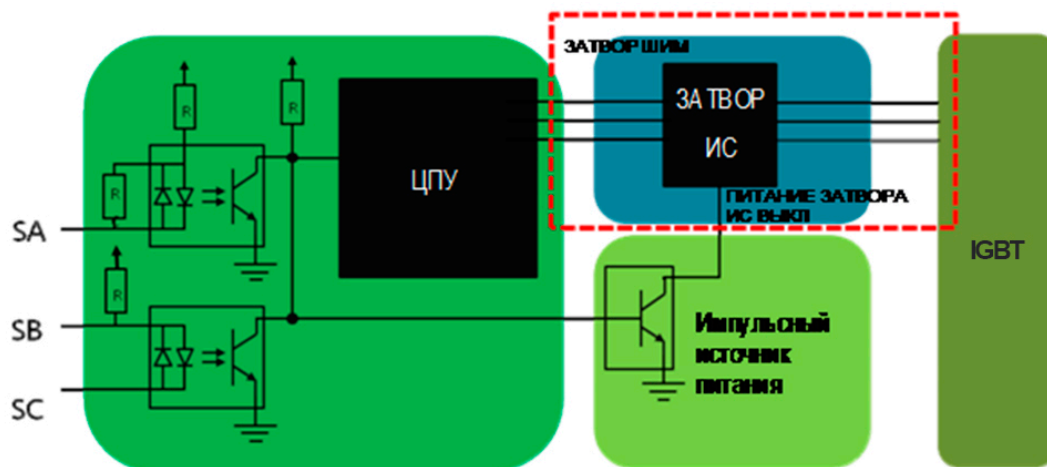 ЗАТВОР ШИМ
ЗАТВОР
ИС
R
R
R
ЦПУ
ПИТАНИЕ ЗАТВОРА
ИС ВЫКЛ
SA
IGBT
R
SB
Импульсный
источник
питания
SC